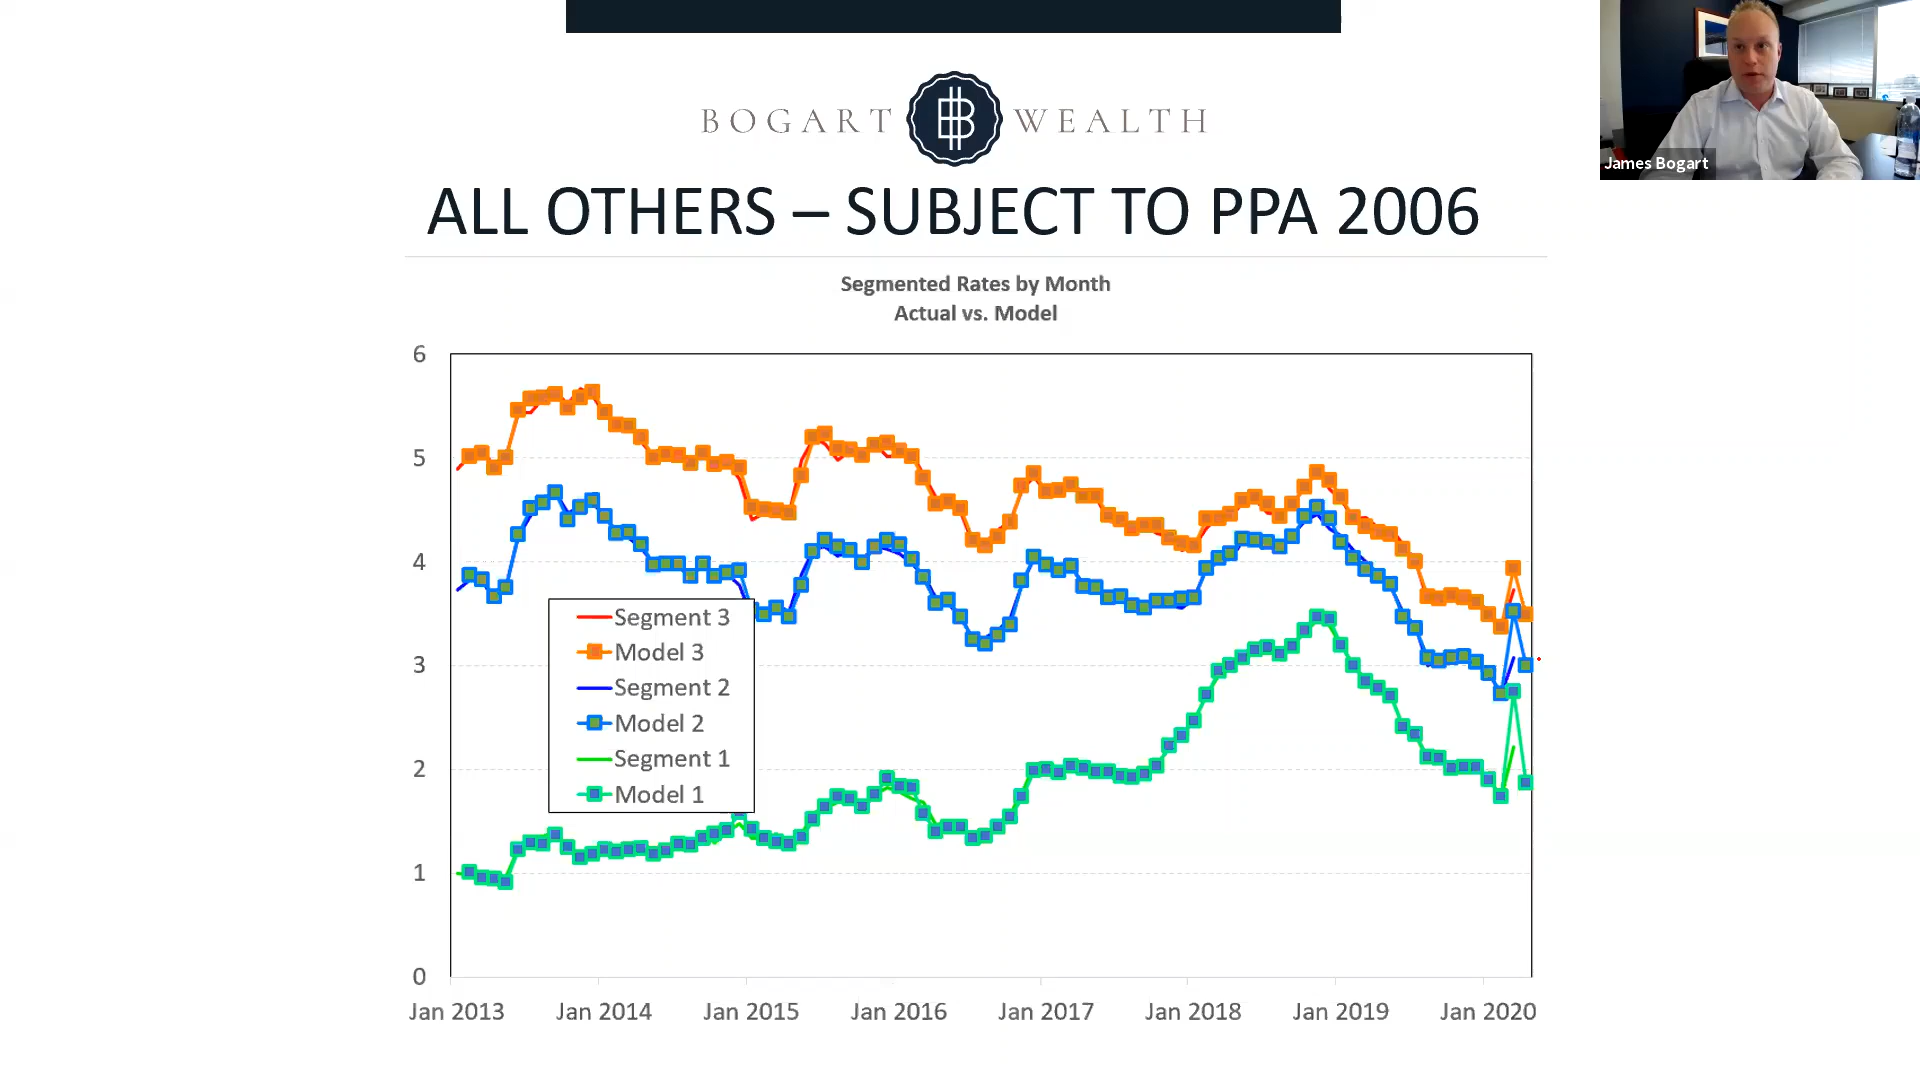 BOGART WEALTH
James Bogart
ALL OTHERS – SUBJECT TO PPA 2006
Segmented Rates by Month
Actual vs. Model
6
5
4
3
2
1
0
Segment 3
Model 3
Segment 2
Model 2
Segment 1
Model 1
Jan 2013 Jan 2014 Jan 2015 Jan 2016 Jan 2017 Jan 2018 Jan 2019 Jan 2020